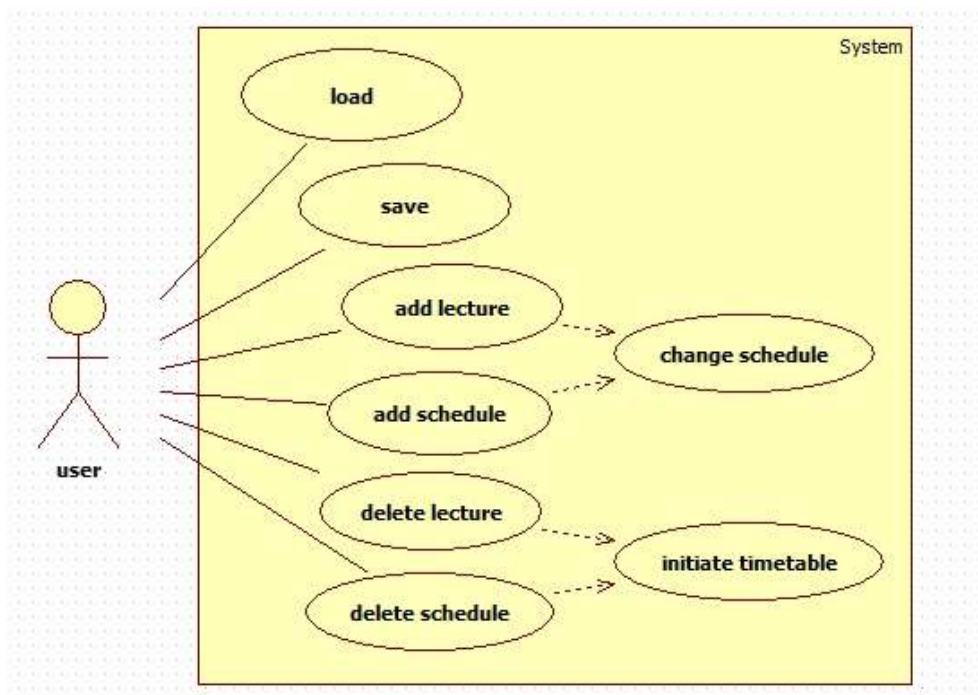 System
load
save
add lecture
change schedule
add schedule
user
delete lecture
initiate timetable
delete schedule